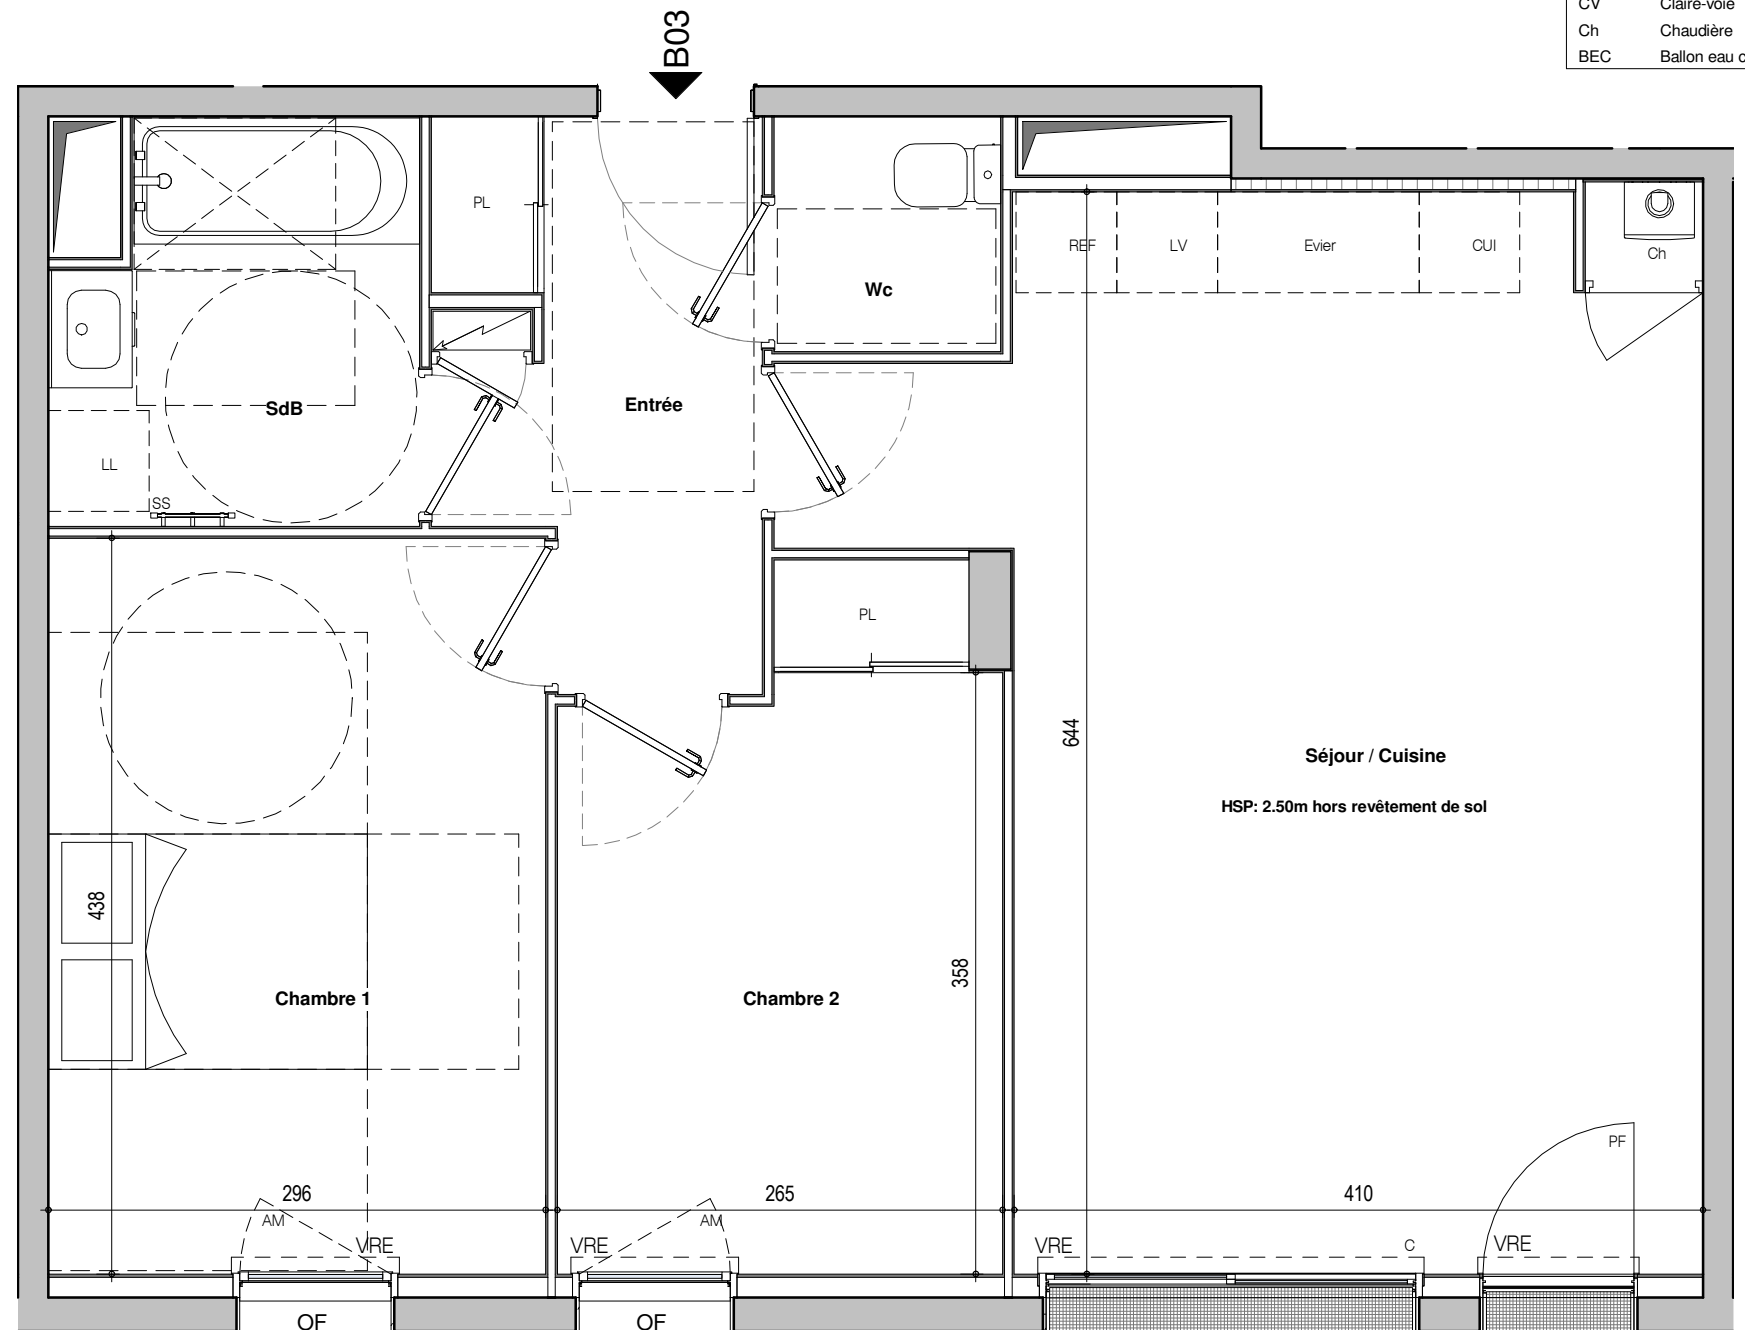 CV Claire-voie
Ch Chaudière
BEC Ballon eau c
B03
PL
REF LV Evier CUI Ch
Wc
SdB
Entrée
LL
SS
PL
644
Séjour / Cuisine
HSP: 2.50m hors revêtement de sol
438
358
Chambre 1
Chambre 2
PF
296
265
410
AM
AM
VRE
VRE
VRE
C
VRE
OF
OF